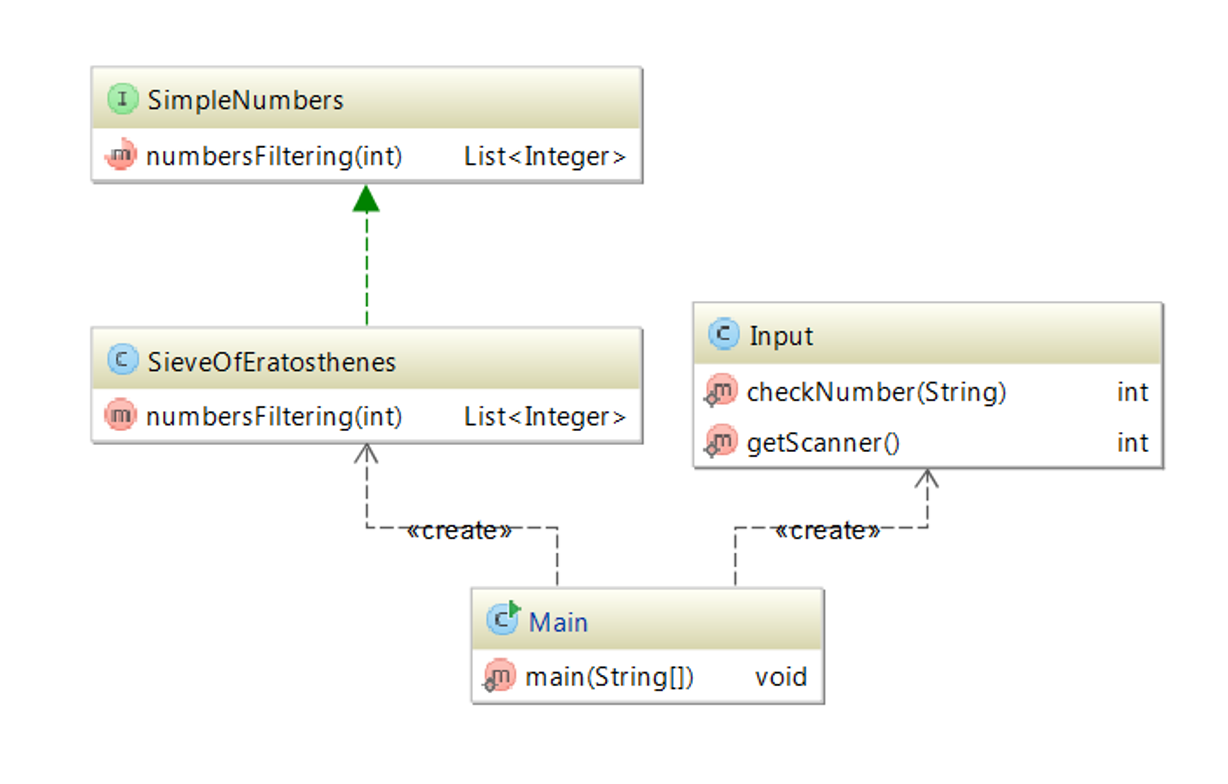 I SimpleNumbers
m numbersFiltering(int) List<Integer>
C SieveOfEratosthenes
m numbersFiltering(int) List<Integer>
C Input
m checkNumber(String) int
m getScanner() int
«create» «create»
C Main
m main(String[]) void